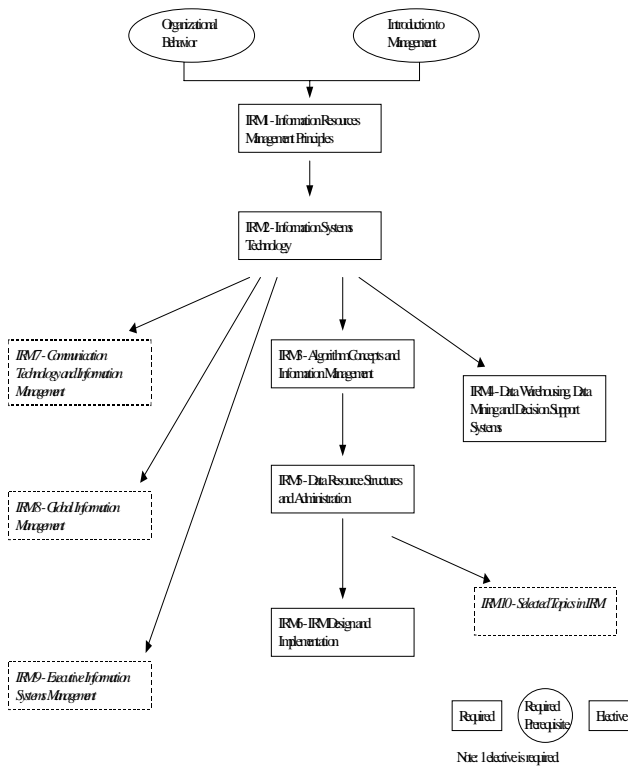 Organizational
Behavior
Introduction to
Management
IRM1 - Information Resources
Management Principles
IRM2 - Information Systems
Technology
IRM7 - Communication
Technology and Information
Management
IRM3 - Algorithm Concepts and
Information Management
IRM4 - Data Warehousing, Data
Mining and Decision Support
Systems
IRM5 - Data Resource Structures
and Administration
IRM8 - Global Information
Management
IRM10 - Selected Topics in IRM
IRM6 - IRM Design and
Implementation
IRM9 - Executive Information
Systems Management
Required
Required
Prerequisite
Elective
Note: 1 elective is required.